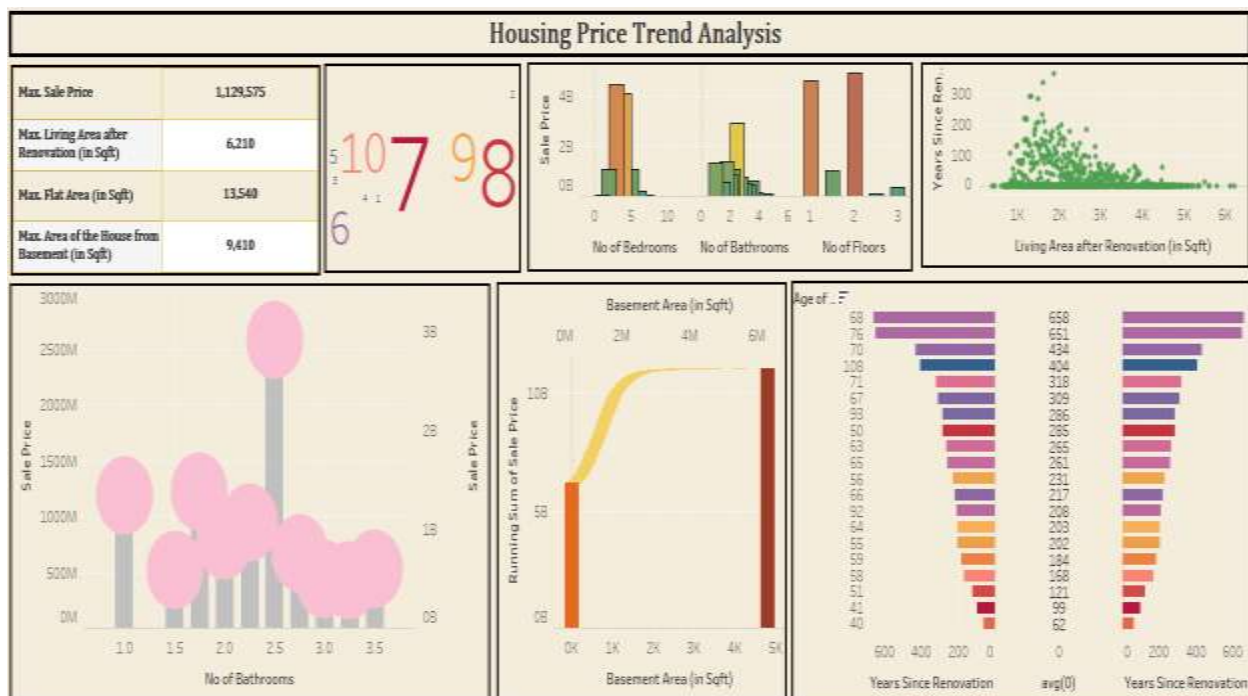 Housing Price Trend Analysis
Max. Sale Price 1,129,575
Max. Living Area after
Renovation (in Sqft) 6,210
Max. Flat Area (in Sqft) 13,540
Max. Area of the House from
Basement (in Sqft) 9,410
5 10 7 9 8
4 1
6
Sale Price
4B
2B
0B
0 5 10 0 2 4 6 1 2 3
No of Bedrooms No of Bathrooms No of Floors
Years Since Ren..
300
200
100
0
1K 2K 3K 4K 5K 6K
Living Area after Renovation (in Sqft)
Sale Price
3000M
2500M
2000M
1500M
1000M
500M
0M
3B
2B
1B
0B
Sale Price
1.0 1.5 2.0 2.5 3.0 3.5
No of Bathrooms
Basement Area (in Sqft)
0M 2M 4M 6M
Running Sum of Sale Price
10B
5B
0B
0K 1K 2K 3K 4K 5K
Basement Area (in Sqft)
Age of ..
68 658
76 651
70 434
108 404
71 318
67 309
93 286
50 285
63 265
65 261
56 231
66 217
92 208
64 203
55 202
59 184
58 168
51 121
41 99
40 62
600 400 200 0 0 0 200 400 600
Years Since Renovation avg(0) Years Since Renovation